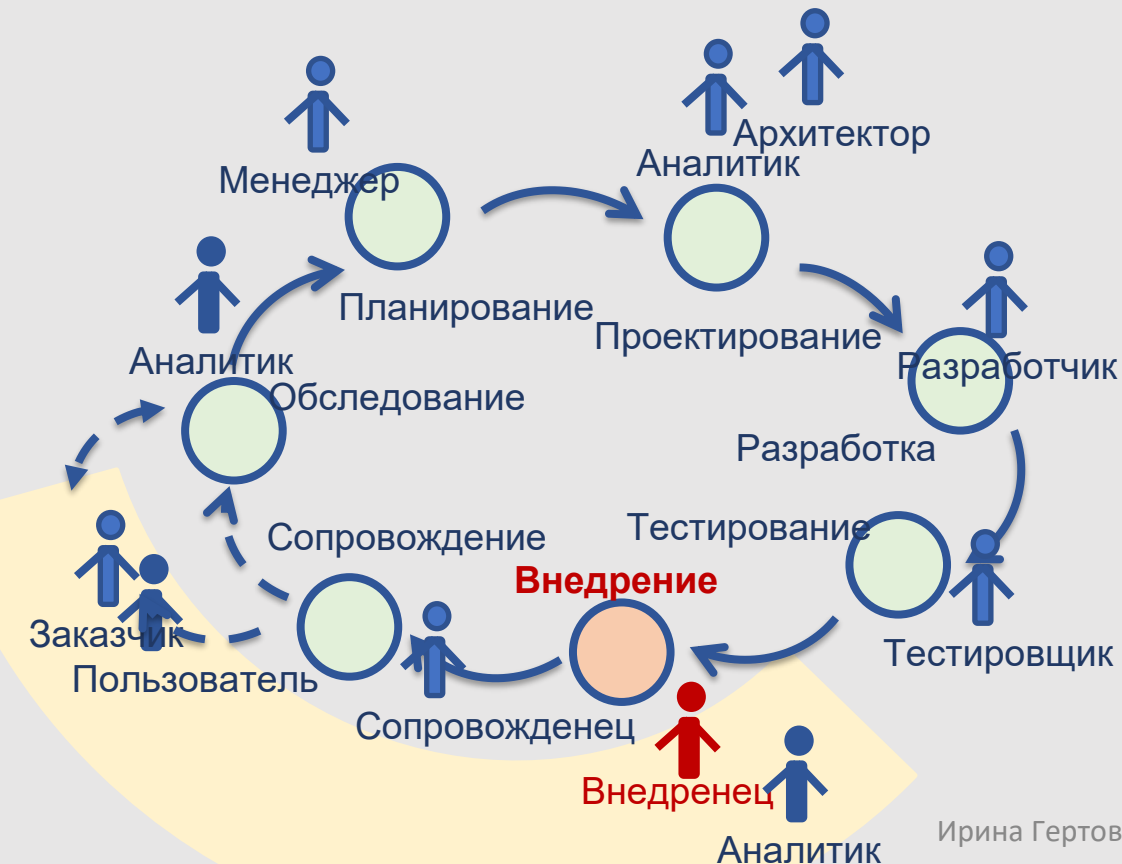 Архитектор
Аналитик
Менеджер
Планирование
Проектирование
Аналитик
Обследование
Разработчик
Разработка
Сопровождение
Тестирование
Внедрение
Заказчик
Пользователь
Тестировщик
Сопровожденец
Внедренец
Аналитик
Ирина Гертов